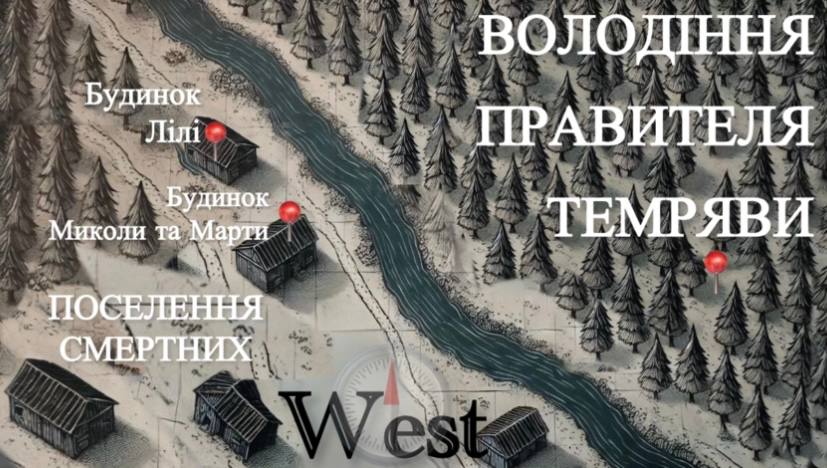 ВОЛОДІННЯ
ПРАВИТЕЛЯ
ТЕМРЯВИ
Будинок
Лілі
Будинок
Миколи та Марти
ПОСЕЛЕННЯ
СМЕРТНИХ
West